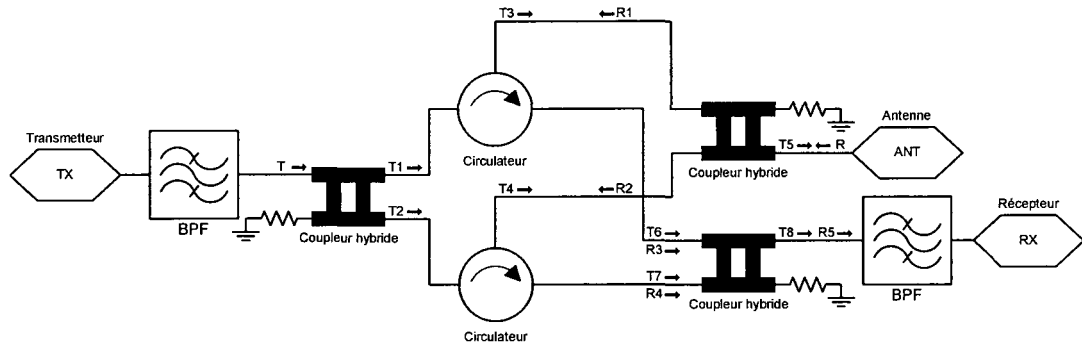 T3 R1
Transmetteur
TX
BPF
T
T1
T2
Coupleur hybride
Circulateur
T4 R2
Circulateur
T5 R
Coupleur hybride
Antenne
ANT
T6
R3
T7
R4
T8 R5
Coupleur hybride
BPF
Récepteur
RX